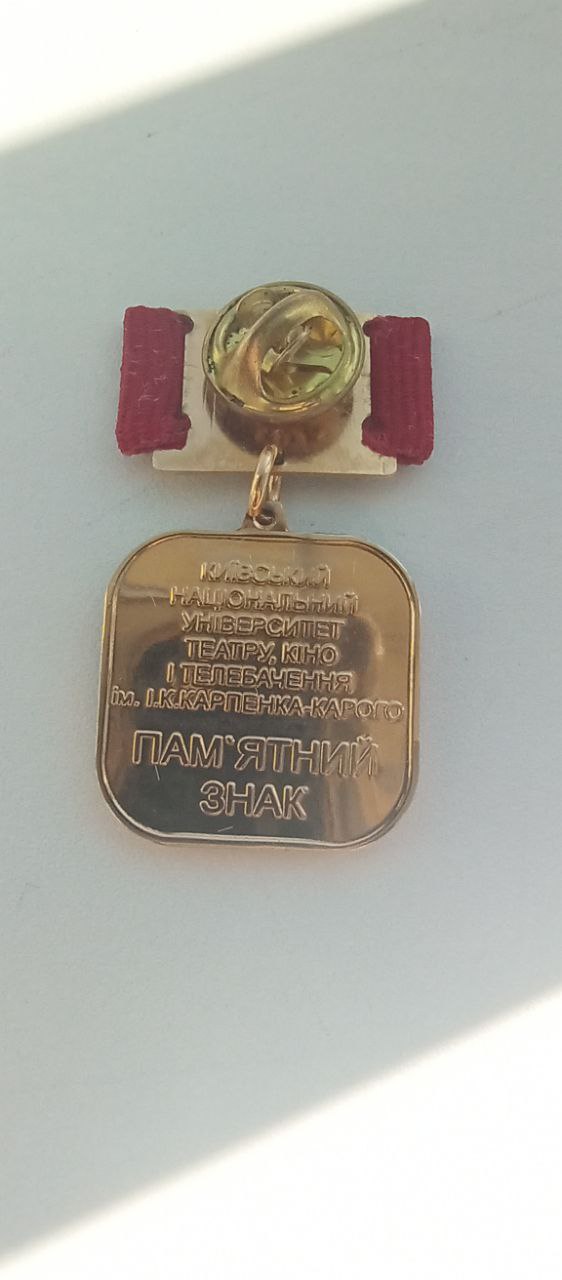 КИЇВСЬКИЙ
НАЦІОНАЛЬНИЙ
УНІВЕРСИТЕТ
ТЕАТРУ, КІНО
І ТЕЛЕБАЧЕННЯ
ім. І.К.КАРПЕНКА-КАРОГО
ПАМ'ЯТНИЙ
ЗНАК